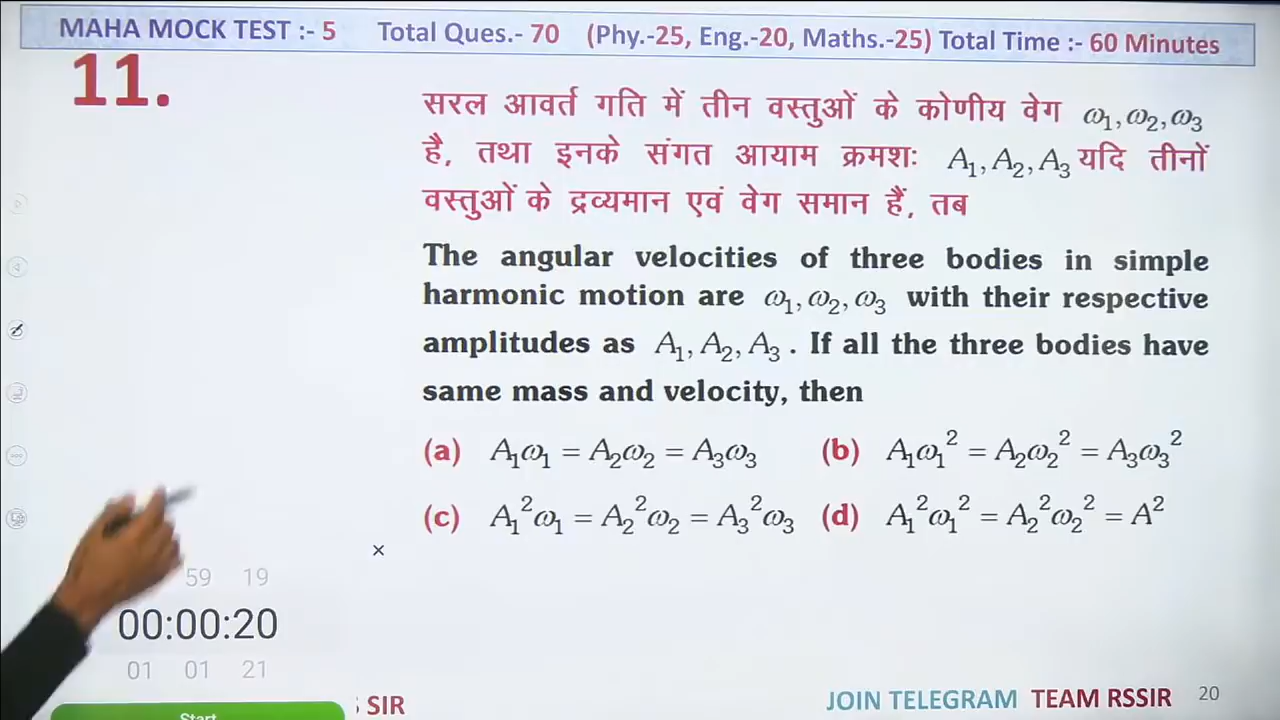 MAHA MOCK TEST :- 5 Total Ques.- 70 (Phy.-25, Eng.-20, Maths.-25) Total Time :- 60 Minutes
11.
सरल आवर्त गति में तीन वस्तुओं के कोणीय वेग ω₁, ω₂, ω₃
है, तथा इनके संगत आयाम क्रमशः A₁, A₂, A₃ यदि तीनों
वस्तुओं के द्रव्यमान एवं वेग समान हैं, तब
The angular velocities of three bodies in simple
harmonic motion are ω₁, ω₂, ω₃ with their respective
amplitudes as A₁, A₂, A₃ . If all the three bodies have
same mass and velocity, then
(a) A₁ω₁ = A₂ω₂ = A₃ω₃ (b) A₁ω₁² = A₂ω₂² = A₃ω₃²
(c) A₁²ω₁ = A₂²ω₂ = A₃²ω₃ (d) A₁²ω₁² = A₂²ω₂² = A²
59 19
00:00:20
01 01 21
Start
SIR
JOIN TELEGRAM TEAM RSSIR 20